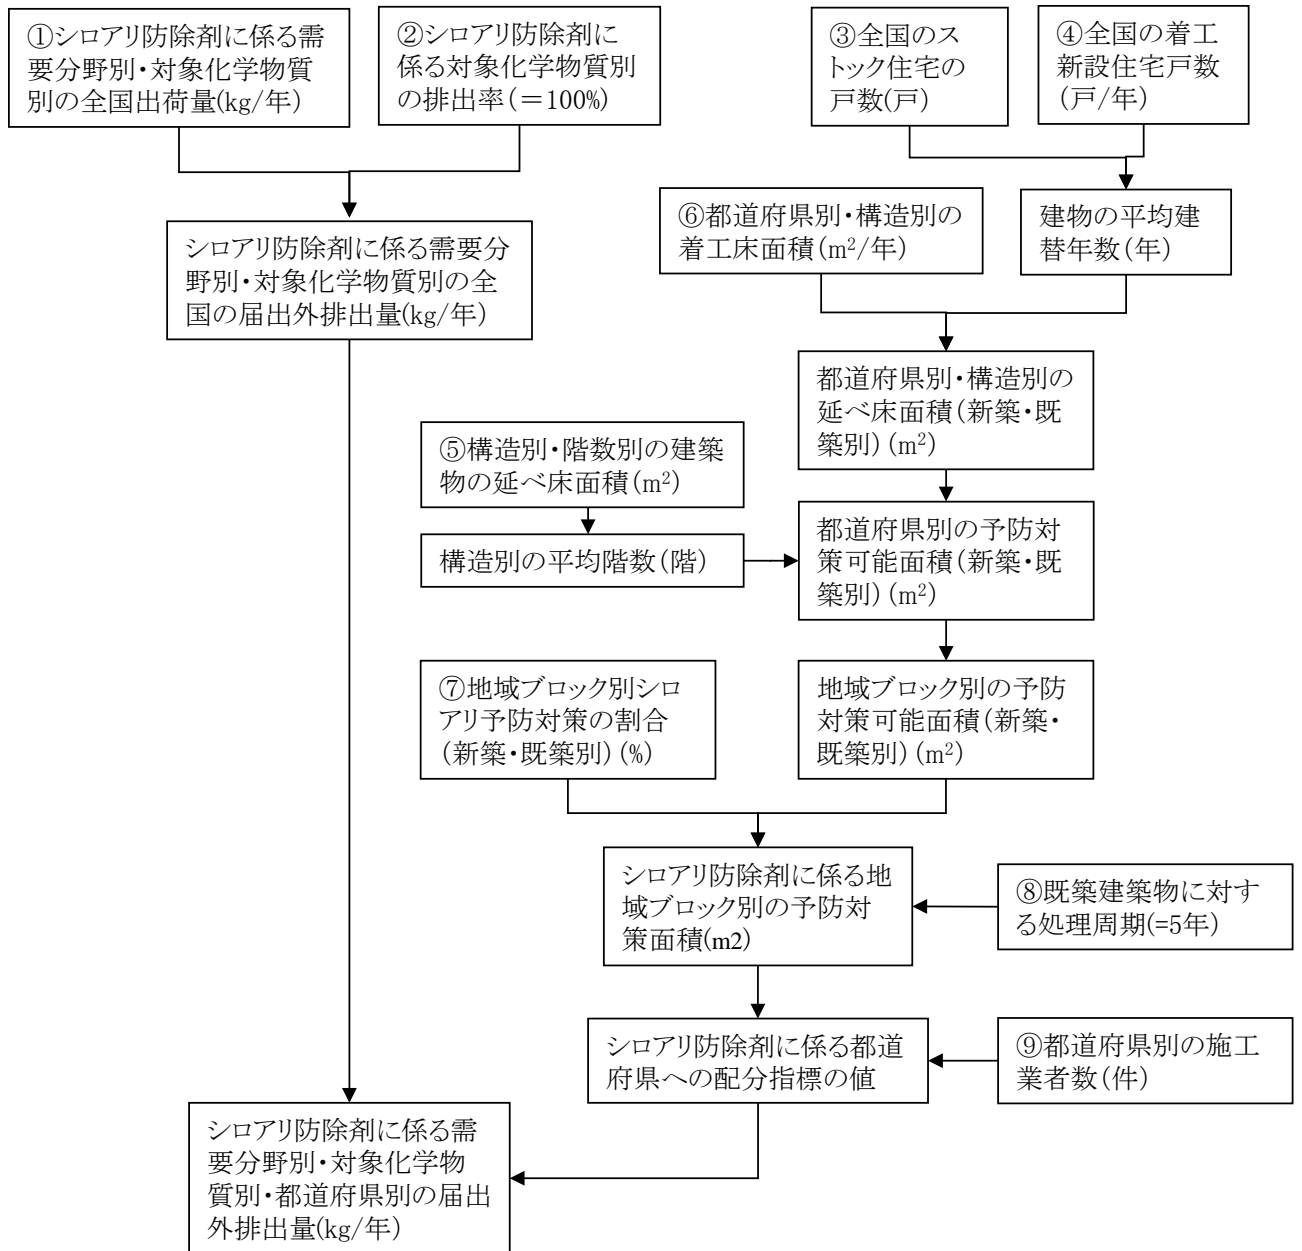 ①シロアリ防除剤に係る需
要分野別・対象化学物質
別の全国出荷量(kg/年)
②シロアリ防除剤に
係る対象化学物質別
の排出率(＝100%)
③全国のス
トック住宅の
戸数(戸)
④全国の着工
新設住宅戸数
(戸/年)
シロアリ防除剤に係る需要分
野別・対象化学物質別の全
国の届出外排出量(kg/年)
⑥都道府県別・構造別の
着工床面積(m²/年)
建物の平均建
替年数(年)
都道府県別・構造別の
延べ床面積(新築・既
築別)(m²)
⑤構造別・階数別の建築
物の延べ床面積(m²)
構造別の平均階数(階)
都道府県別の予防対
策可能面積(新築・既
築別)(m²)
⑦地域ブロック別シロ
アリ予防対策の割合
(新築・既築別)(%)
地域ブロック別の予防
対策可能面積(新築・
既築別)(m²)
シロアリ防除剤に係る地
域ブロック別の予防対
策面積(m2)
⑧既築建築物に対す
る処理周期(=5年)
シロアリ防除剤に係る都道
府県への配分指標の値
⑨都道府県別の施工
業者数(件)
シロアリ防除剤に係る需
要分野別・対象化学物
質別・都道府県別の届出
外排出量(kg/年)